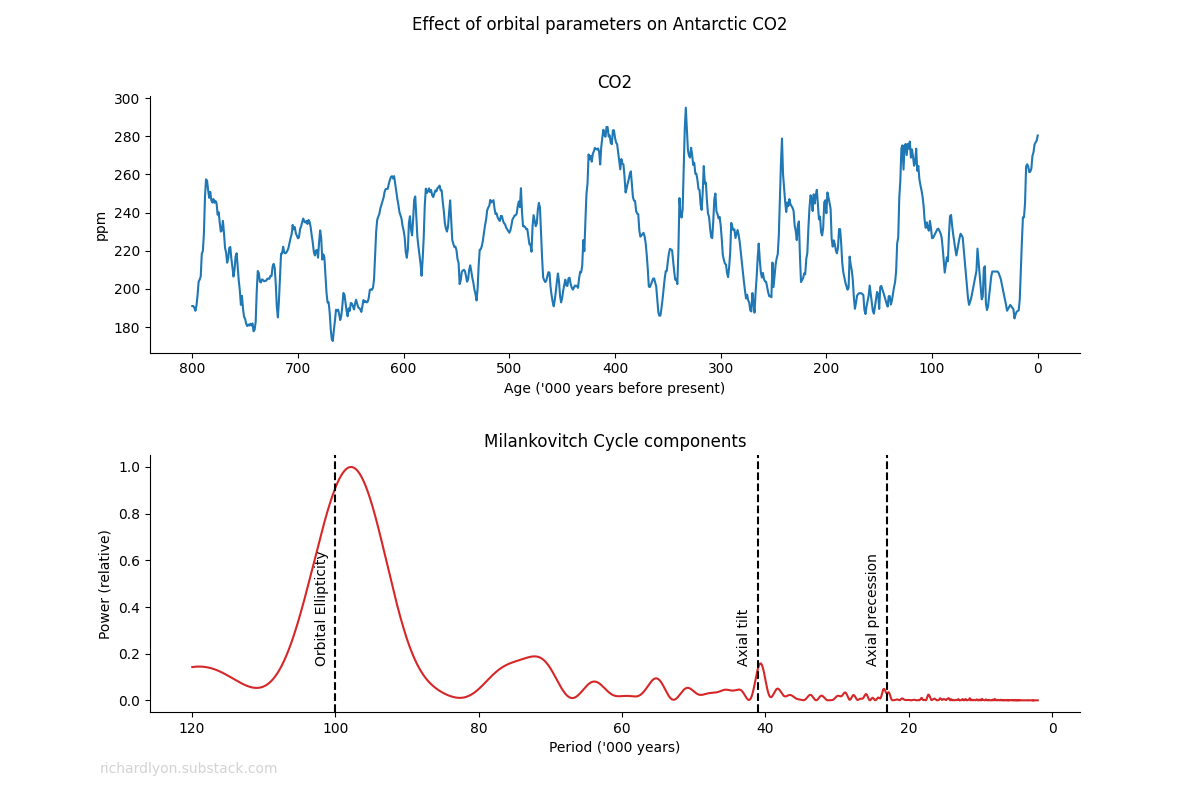 Effect of orbital parameters on Antarctic CO2
CO2
300
280
260
240
220
200
180
ppm
800 700 600 500 400 300 200 100 0
Age ('000 years before present)
Milankovitch Cycle components
1.0
0.8
0.6
0.4
0.2
0.0
Power (relative)
Orbital Ellipticity
Axial tilt
Axial precession
120 100 80 60 40 20 0
Period ('000 years)
richardlyon.substack.com